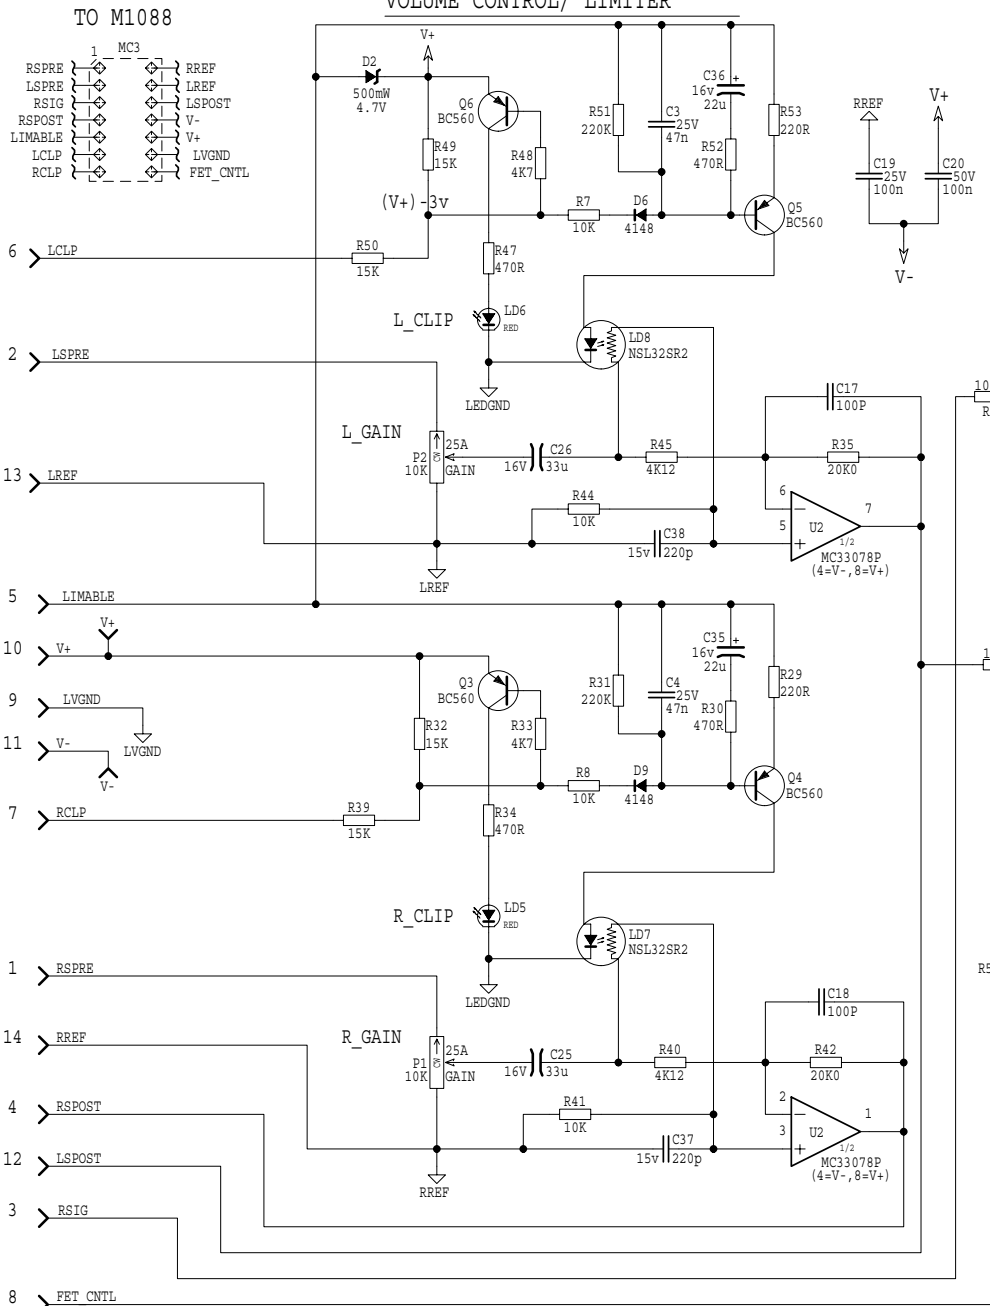 VOLUME CONTROL/ LIMITER
TO M1088
1 MC3
RSPRE RREF
LSPRE LREF
RSIG LSPOST
RSPOST V-
LIMABLE V+
LCLP LVGND
RCLP FET_CNTL
V+
D2
500mW
4.7V
Q6
BC560
R49
15K
R48
4K7
(V+)-3v
R51
220K
C3
25V
47n
C36
+
16v
22u
R52
470R
R53
220R
R7
10K
D6
4148
Q5
BC560
RREF
V+
C19
25V
100n
C20
50V
100n
V-
6 LCLP
R50
15K
R47
470R
L_CLIP
LD6
RED
LEDGND
LD8
NSL32SR2
2 LSPRE
L_GAIN
P2
10K
CW
25A
GAIN
16V
C26
33u
R45
4K12
C17
100P
R35
20K0
10
R
13 LREF
R44
10K
15v
C38
220p
6
5
7
U2
1/2
MC33078P
(4=V-,8=V+)
LREF
5 LIMABLE
10 V+
V+
9 LVGND
LVGND
11 V-
V-
Q3
BC560
R32
15K
R33
4K7
R31
220K
C4
25V
47n
C35
+
16v
22u
R30
470R
R29
220R
1
R8
10K
D9
4148
Q4
BC560
7 RCLP
R39
15K
R34
470R
R_CLIP
LD5
RED
LEDGND
LD7
NSL32SR2
1 RSPRE
R5
R_GAIN
P1
10K
CW
25A
GAIN
16V
C25
33u
R40
4K12
C18
100P
R42
20K0
14 RREF
R41
10K
15v
C37
220p
2
3
1
U2
1/2
MC33078P
(4=V-,8=V+)
RREF
4 RSPOST
12 LSPOST
3 RSIG
8 FET_CNTL